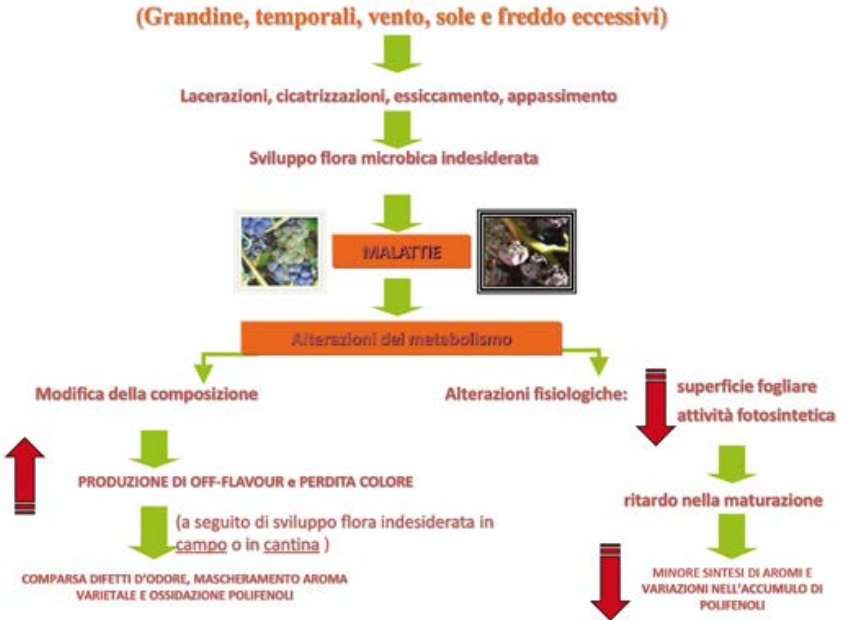 (Grandine, temporali, vento, sole e freddo eccessivi)
Lacerazioni, cicatrizzazioni, essiccamento, appassimento
Sviluppo flora microbica indesiderata
MALATTIE
Alterazioni del metabolismo
Modifica della composizione
Alterazioni fisiologiche:
superficie fogliare
attività fotosintetica
PRODUZIONE DI OFF-FLAVOUR e PERDITA COLORE
ritardo nella maturazione
(a seguito di sviluppo flora indesiderata in
campo o in cantina )
COMPARSA DIFETTI D'ODORE, MASCHERAMENTO AROMA
VARIETALE E OSSIDAZIONE POLIFENOLI
MINORE SINTESI DI AROMI E
VARIAZIONI NELL'ACCUMULO DI
POLIFENOLI